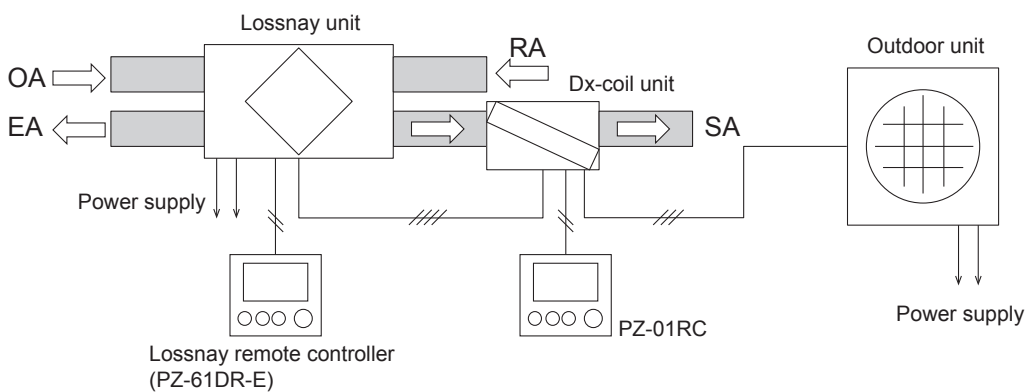 Lossnay unit
RA
Outdoor unit
OA
Dx-coil unit
EA
SA
Power supply
Power supply
PZ-01RC
Lossnay remote controller
(PZ-61DR-E)